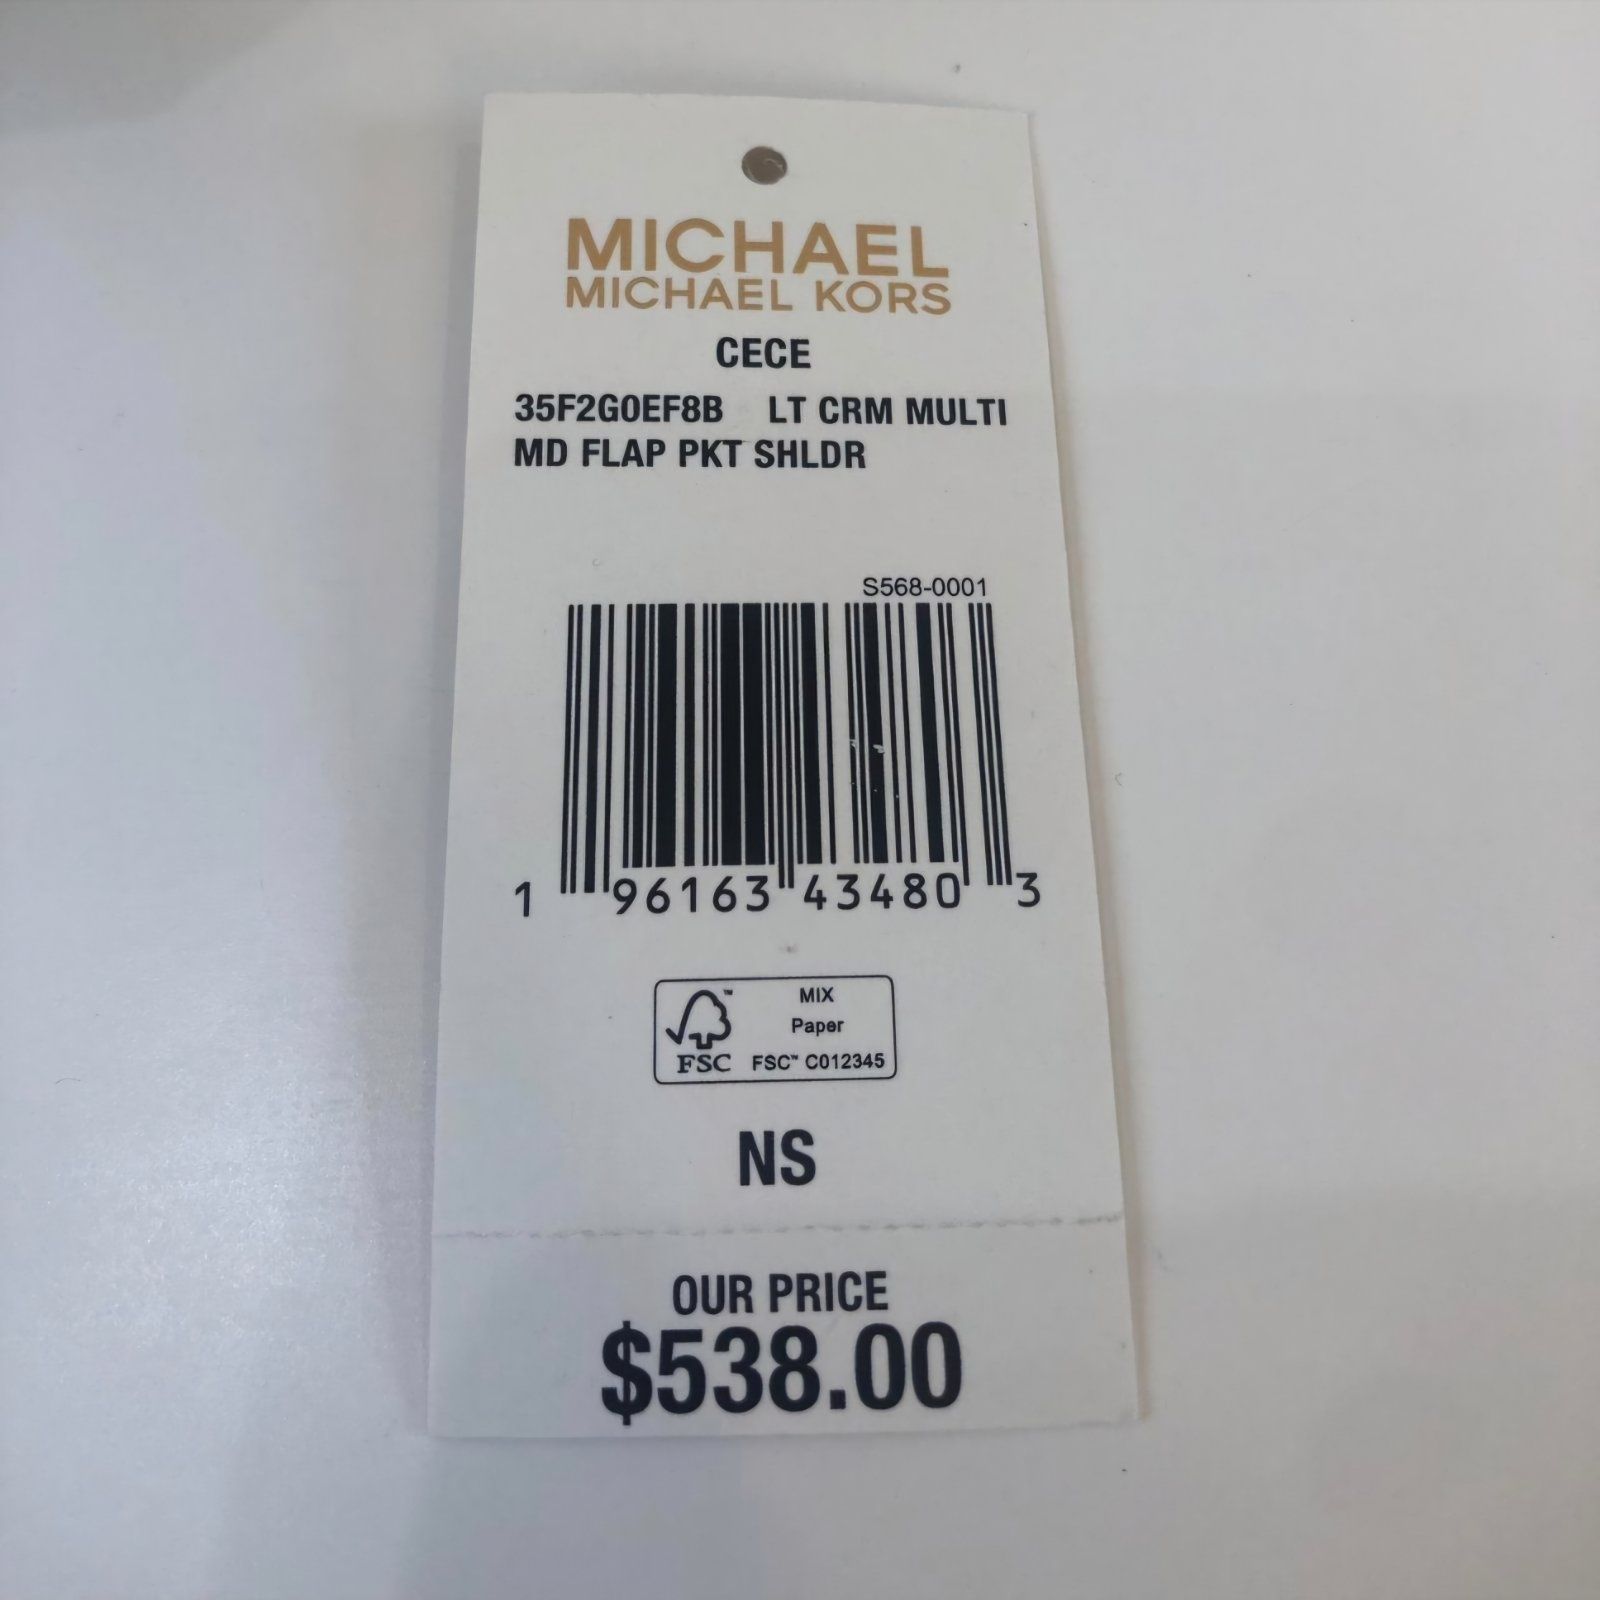 MICHAEL
MICHAEL KORS
CECE
35F2G0EF8B LT CRM MULTI
MD FLAP PKT SHLDR
S568-0001
1 96163 43480 3
MIX
Paper
FSC™ C012345
FSC
NS
OUR PRICE
$538.00